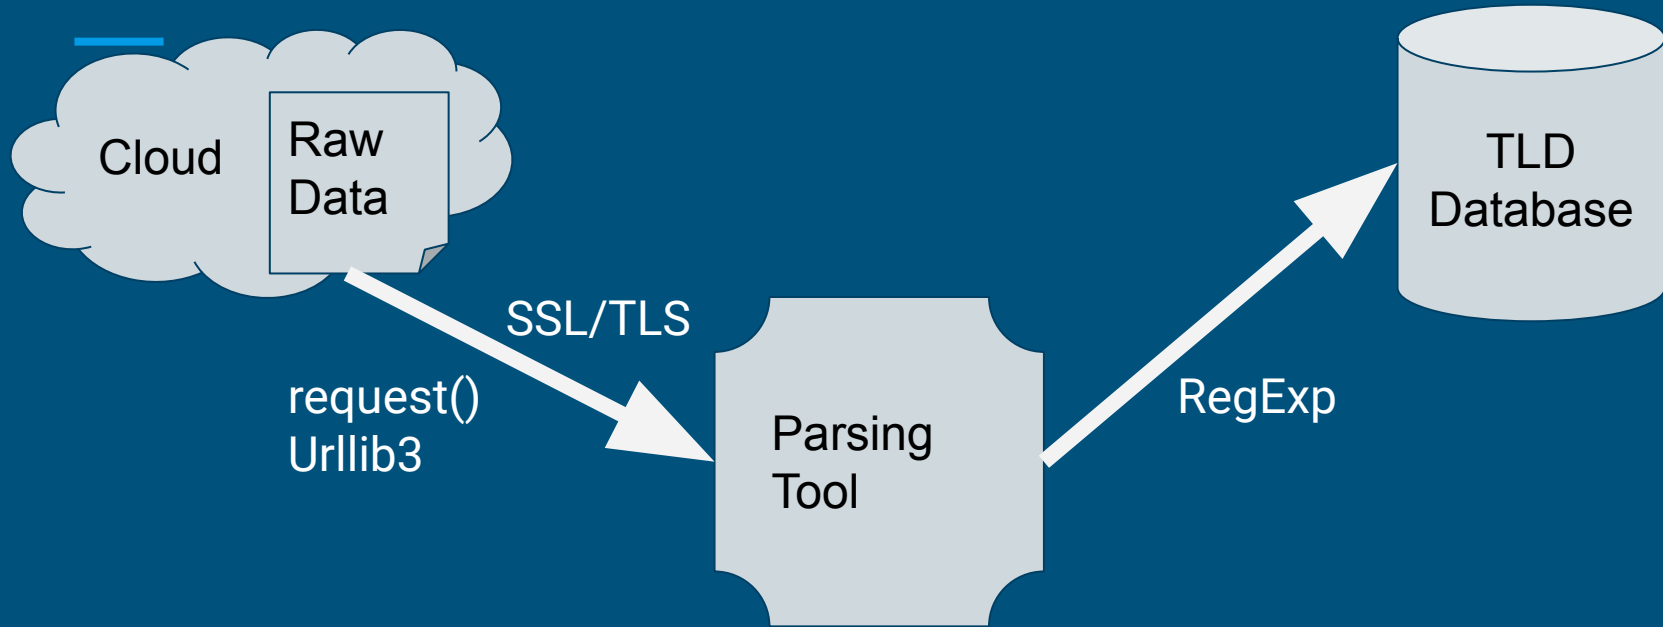 Cloud
Raw
Data
TLD
Database
SSL/TLS
request()
Urllib3
RegExp
Parsing
Tool